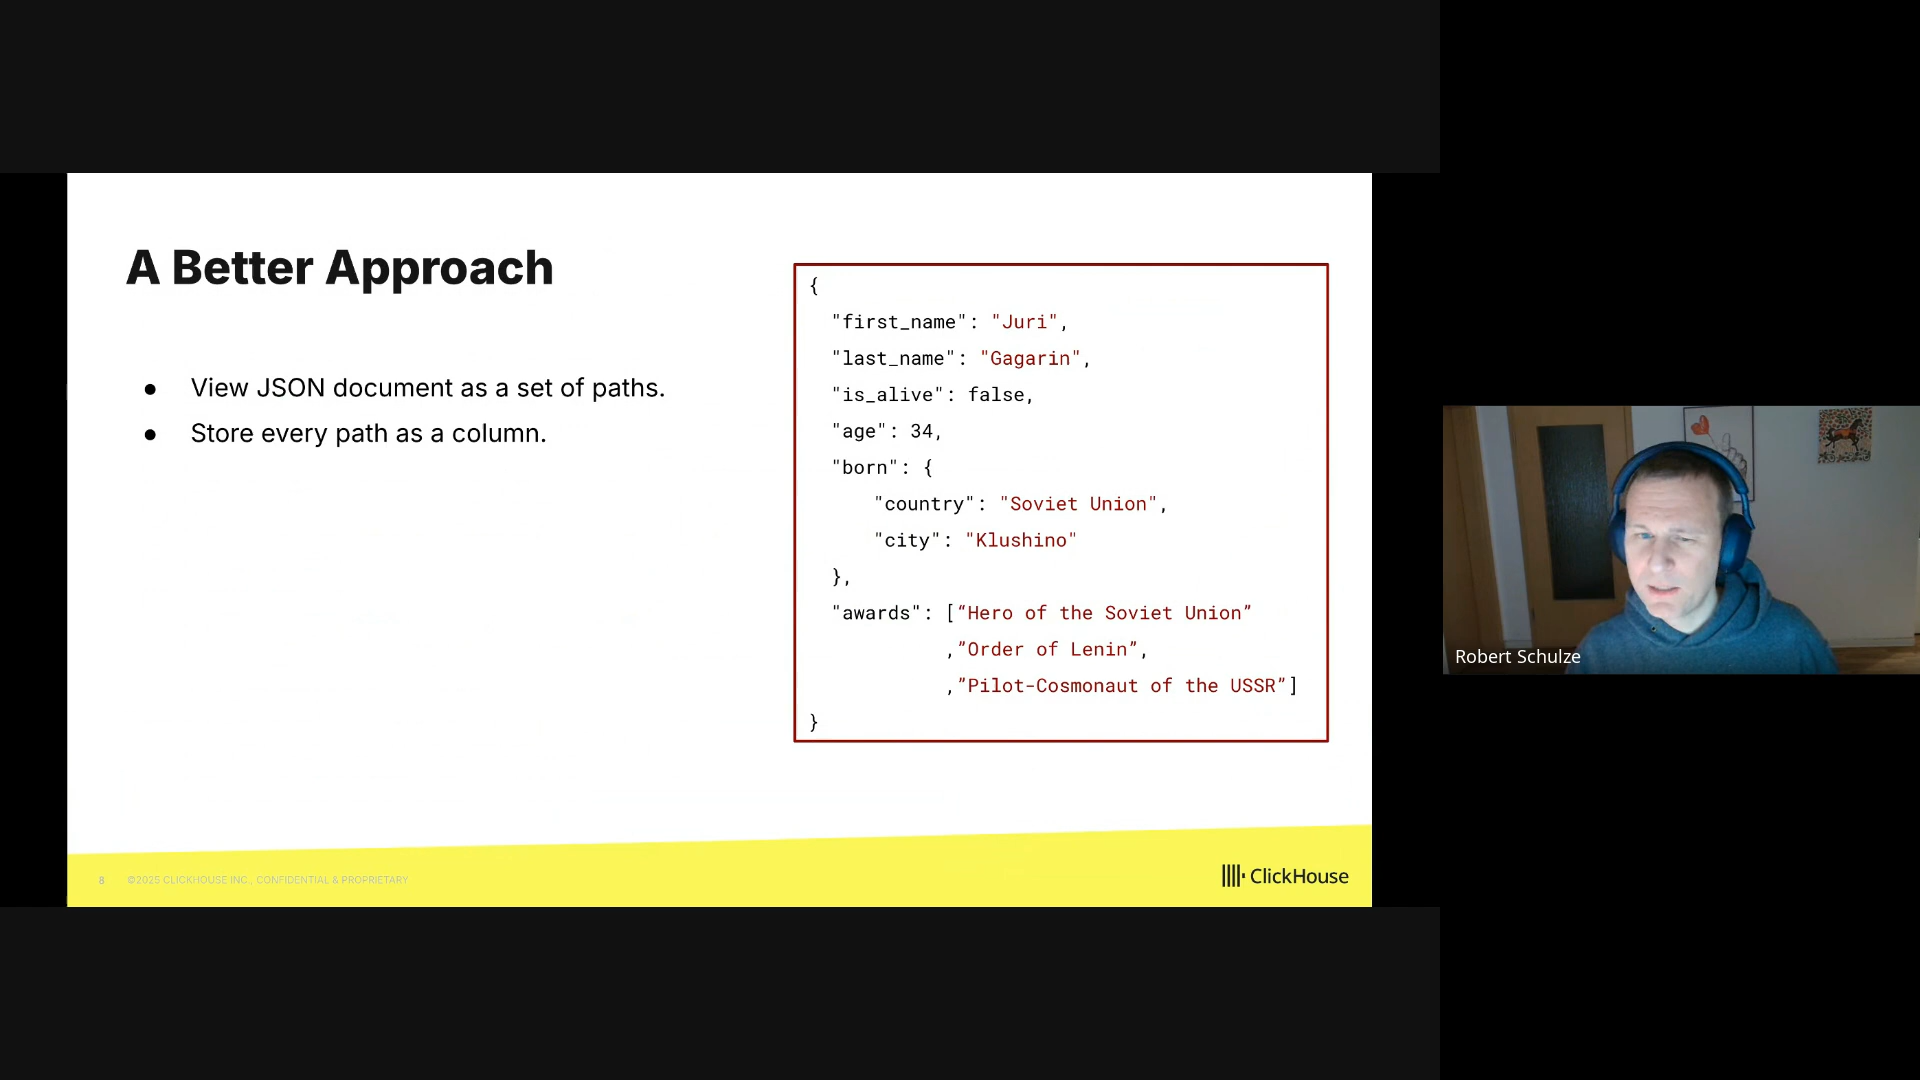 A Better Approach
● View JSON document as a set of paths.
● Store every path as a column.
{
"first_name": "Juri",
"last_name": "Gagarin",
"is_alive": false,
"age": 34,
"born": {
"country": "Soviet Union",
"city": "Klushino"
},
"awards": [“Hero of the Soviet Union”
,”Order of Lenin”,
,”Pilot-Cosmonaut of the USSR”]
}
8 ©2025 CLICKHOUSE INC., CONFIDENTIAL & PROPRIETARY
ClickHouse
Robert Schulze